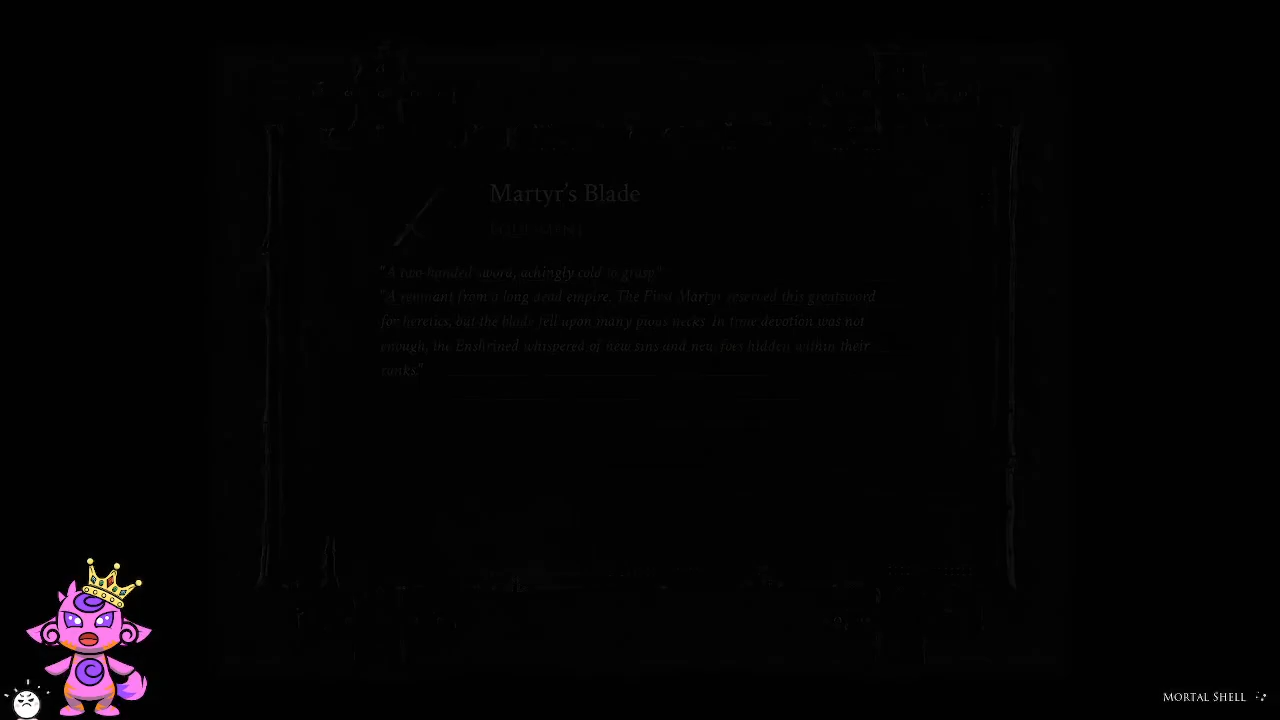 Martyr's Blade
"A two-handed sword, achingly cold to grasp."
"A remnant from a long dead empire. The First Martyr reserved this greatsword
for heretics, but the blade fell upon many pious necks. In time devotion was not
enough, the Enshrined whispered of new sins and new foes hidden within their
ranks."
MORTAL SHELL